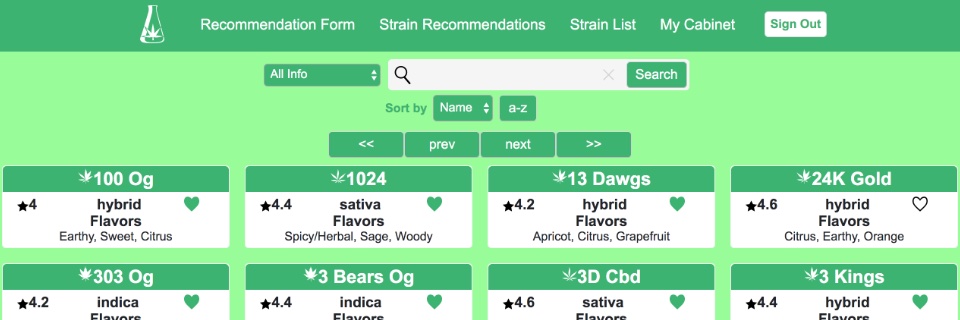 Recommendation Form Strain Recommendations Strain List My Cabinet Sign Out
All Info Search
Sort by Name a-z
<< prev next >>
100 Og 1024 13 Dawgs 24K Gold
4 hybrid 4.4 sativa 4.2 hybrid 4.6 hybrid
Flavors Flavors Flavors Flavors
Earthy, Sweet, Citrus Spicy/Herbal, Sage, Woody Apricot, Citrus, Grapefruit Citrus, Earthy, Orange
303 Og 3 Bears Og 3D Cbd 3 Kings
4.2 indica 4.4 indica 4.6 sativa 4.4 hybrid
Flavors Flavors Flavors Flavors